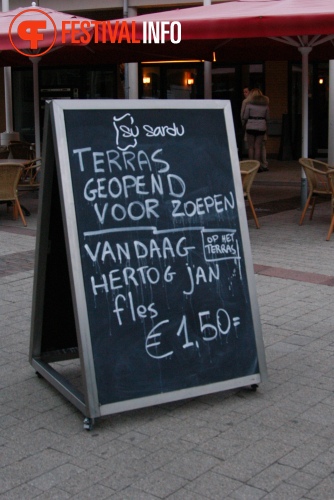 FESTIVALINFO
su sardu
TERRAS
GEOPEND
VOOR ZOEPEN
VANDAAG OP HET
TERRAS
HERTOG JAN
fles
€ 1,50=